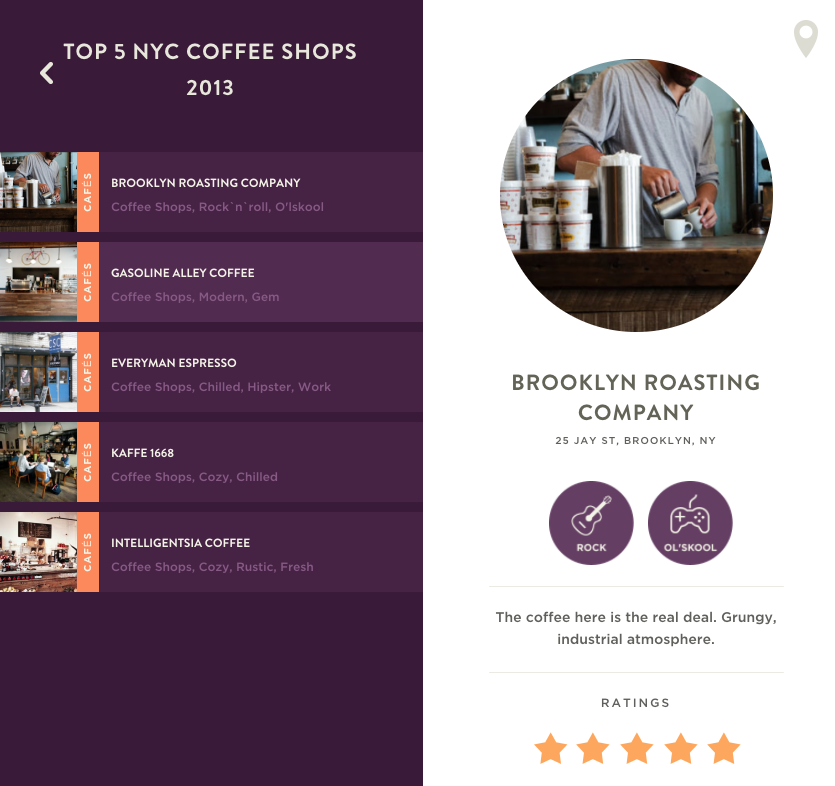 TOP 5 NYC COFFEE SHOPS
2013
CAFÉS
BROOKLYN ROASTING COMPANY
Coffee Shops, Rock`n`roll, O'lskool
CAFÉS
GASOLINE ALLEY COFFEE
Coffee Shops, Modern, Gem
CAFÉS
EVERYMAN ESPRESSO
Coffee Shops, Chilled, Hipster, Work
CAFÉS
KAFFE 1668
Coffee Shops, Cozy, Chilled
CAFÉS
INTELLIGENTSIA COFFEE
Coffee Shops, Cozy, Rustic, Fresh
BROOKLYN ROASTING
COMPANY
25 JAY ST, BROOKLYN, NY
ROCK
OL'SKOOL
The coffee here is the real deal. Grungy,
industrial atmosphere.
RATINGS